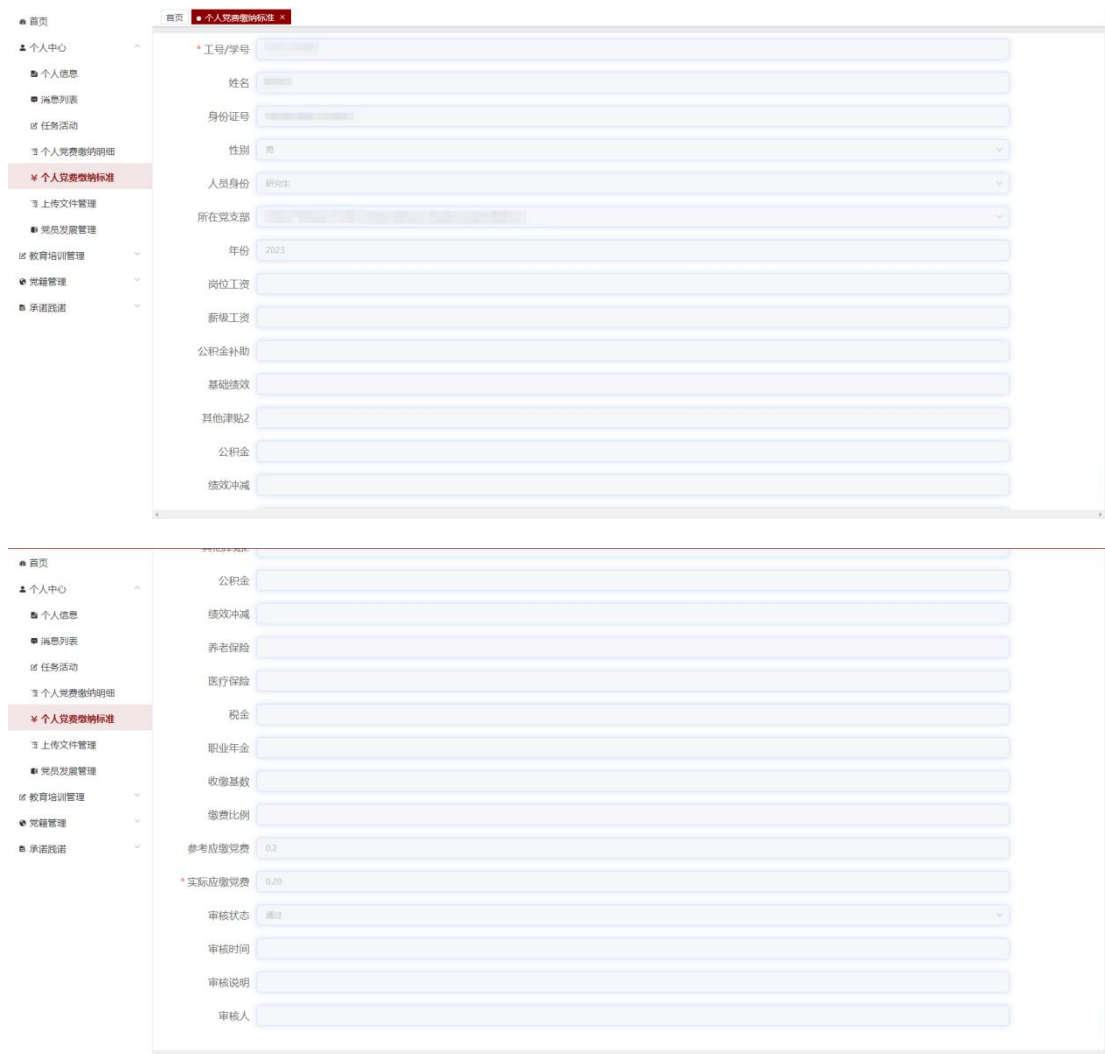 首页
首页 ● 个人党费缴纳标准 ×
个人中心
个人信息
消息列表
任务活动
个人党费缴纳明细
¥ 个人党费缴纳标准
上传文件管理
党员发展管理
教育培训管理
党籍管理
承诺践诺
* 工号/学号
姓名
身份证号
性别 男
人员身份 研究生
所在党支部
年份 2023
岗位工资
薪级工资
公积金补助
基础绩效
其他津贴2
公积金
绩效冲减
首页
个人中心
个人信息
消息列表
任务活动
个人党费缴纳明细
¥ 个人党费缴纳标准
上传文件管理
党员发展管理
教育培训管理
党籍管理
承诺践诺
其他津贴2
公积金
绩效冲减
养老保险
医疗保险
税金
职业年金
收缴基数
缴费比例
参考应缴党费 0.2
* 实际应缴党费 0.20
审核状态 通过
审核时间
审核说明
审核人